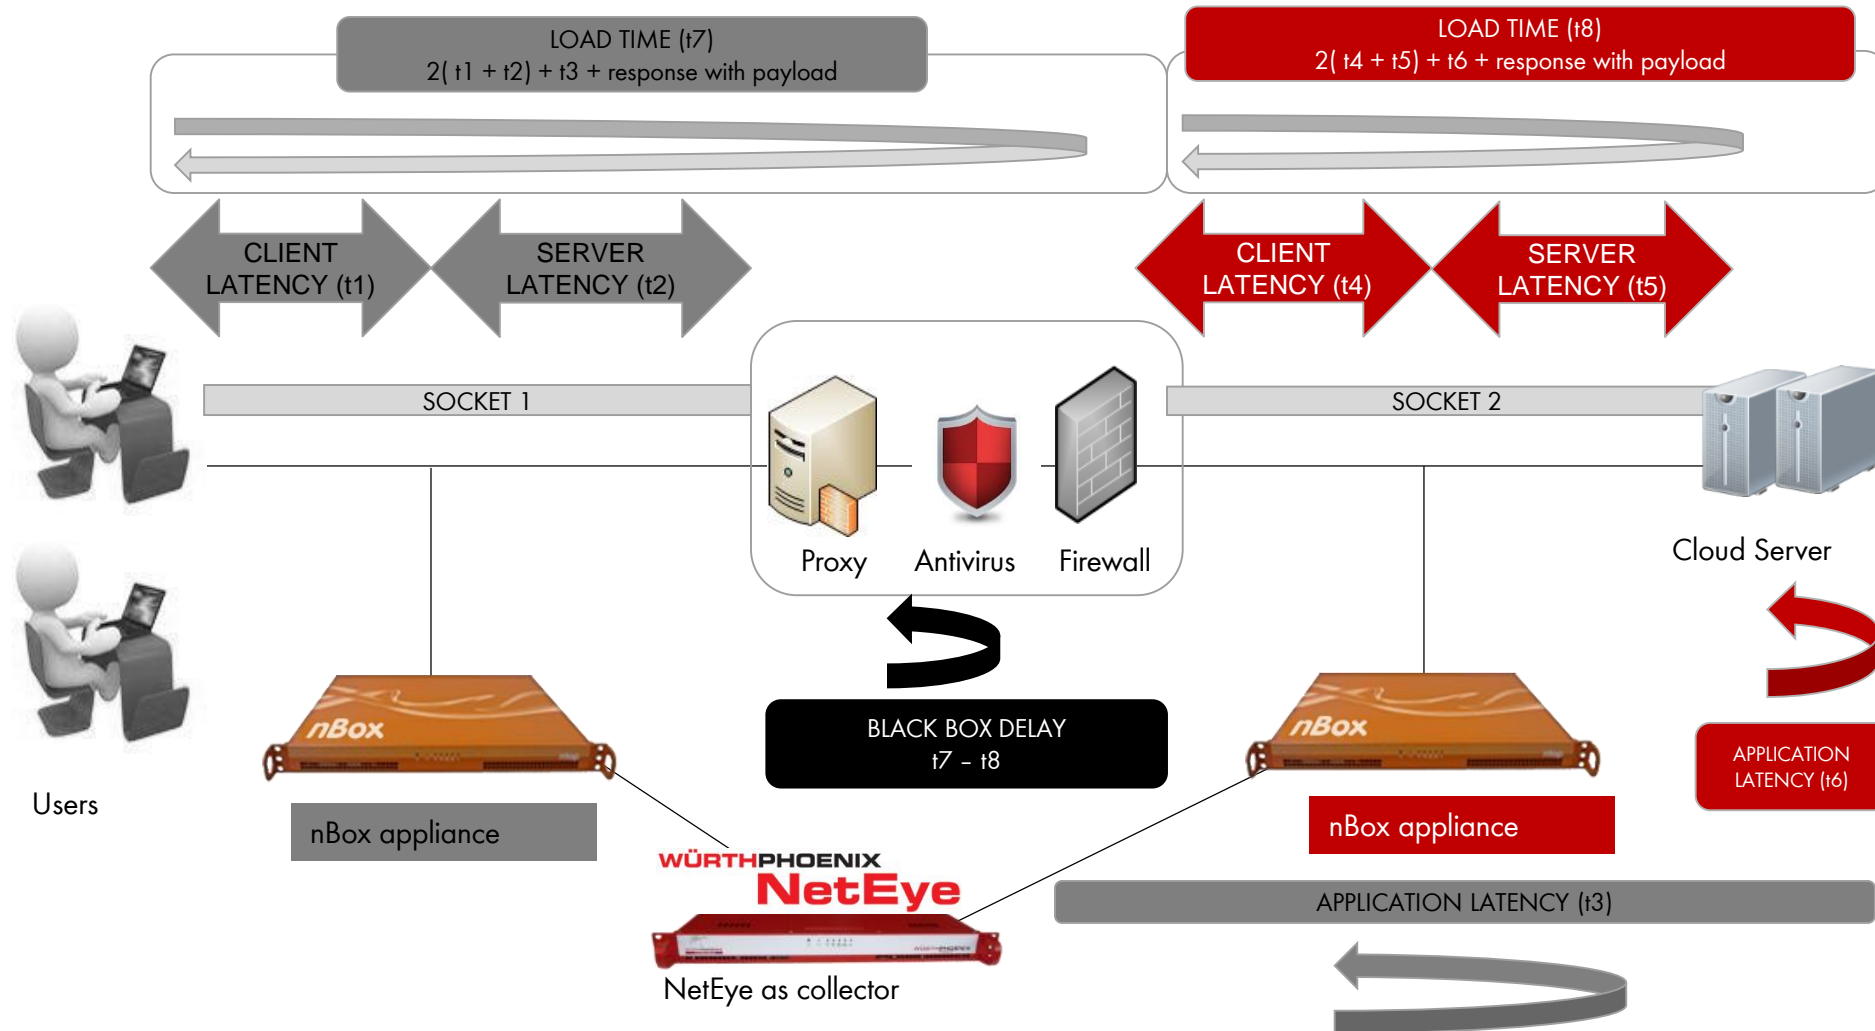 LOAD TIME (t7)
2( t1 + t2) + t3 + response with payload
LOAD TIME (t8)
2( t4 + t5) + t6 + response with payload
CLIENT
LATENCY (t1)
SERVER
LATENCY (t2)
CLIENT
LATENCY (t4)
SERVER
LATENCY (t5)
SOCKET 1
SOCKET 2
Proxy
Antivirus
Firewall
Cloud Server
nBox
nBox
BLACK BOX DELAY
t7 – t8
APPLICATION
LATENCY (t6)
Users
nBox appliance
nBox appliance
WÜRTHPHOENIX
NetEye
APPLICATION LATENCY (t3)
WÜRTHPHOENIX
NetEye as collector